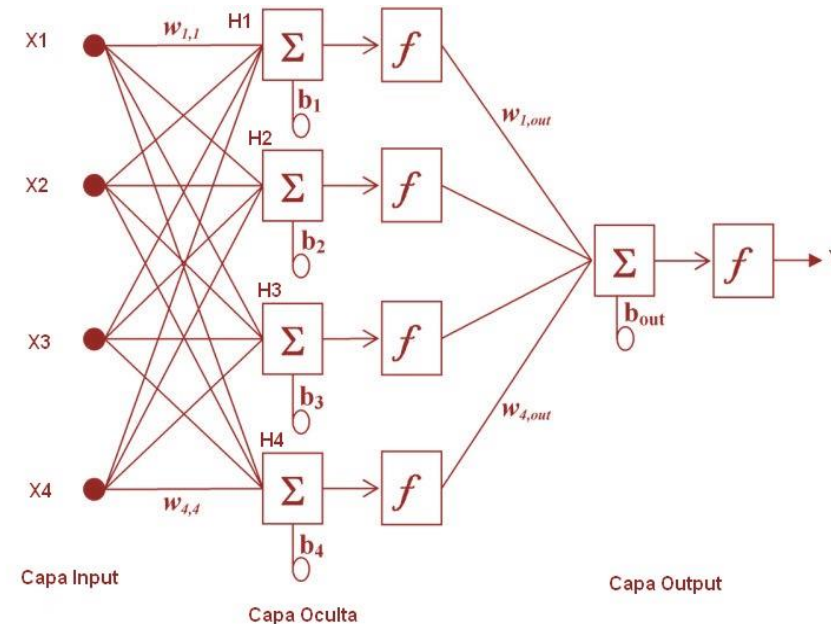 H1
X1
w1,1
Σ
f
b1
w1,out
H2
X2
Σ
f
b2
Σ
f
bout
H3
X3
Σ
f
b3
w4,out
H4
X4
w4,4
Σ
f
b4
Capa Input
Capa Oculta
Capa Output